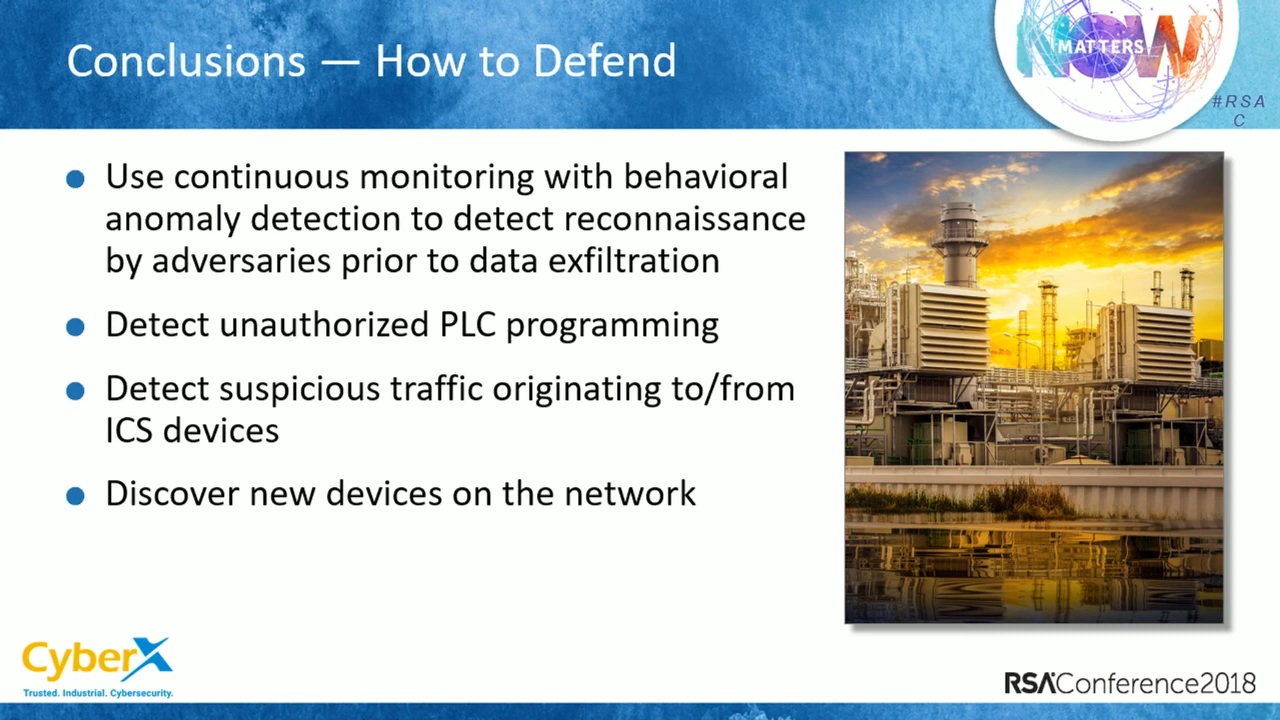 Conclusions — How to Defend
NOW
MATTERS
#RSA
C
● Use continuous monitoring with behavioral
anomaly detection to detect reconnaissance
by adversaries prior to data exfiltration
● Detect unauthorized PLC programming
● Detect suspicious traffic originating to/from
ICS devices
● Discover new devices on the network
CyberX
Trusted. Industrial. Cybersecurity.
RSAConference2018